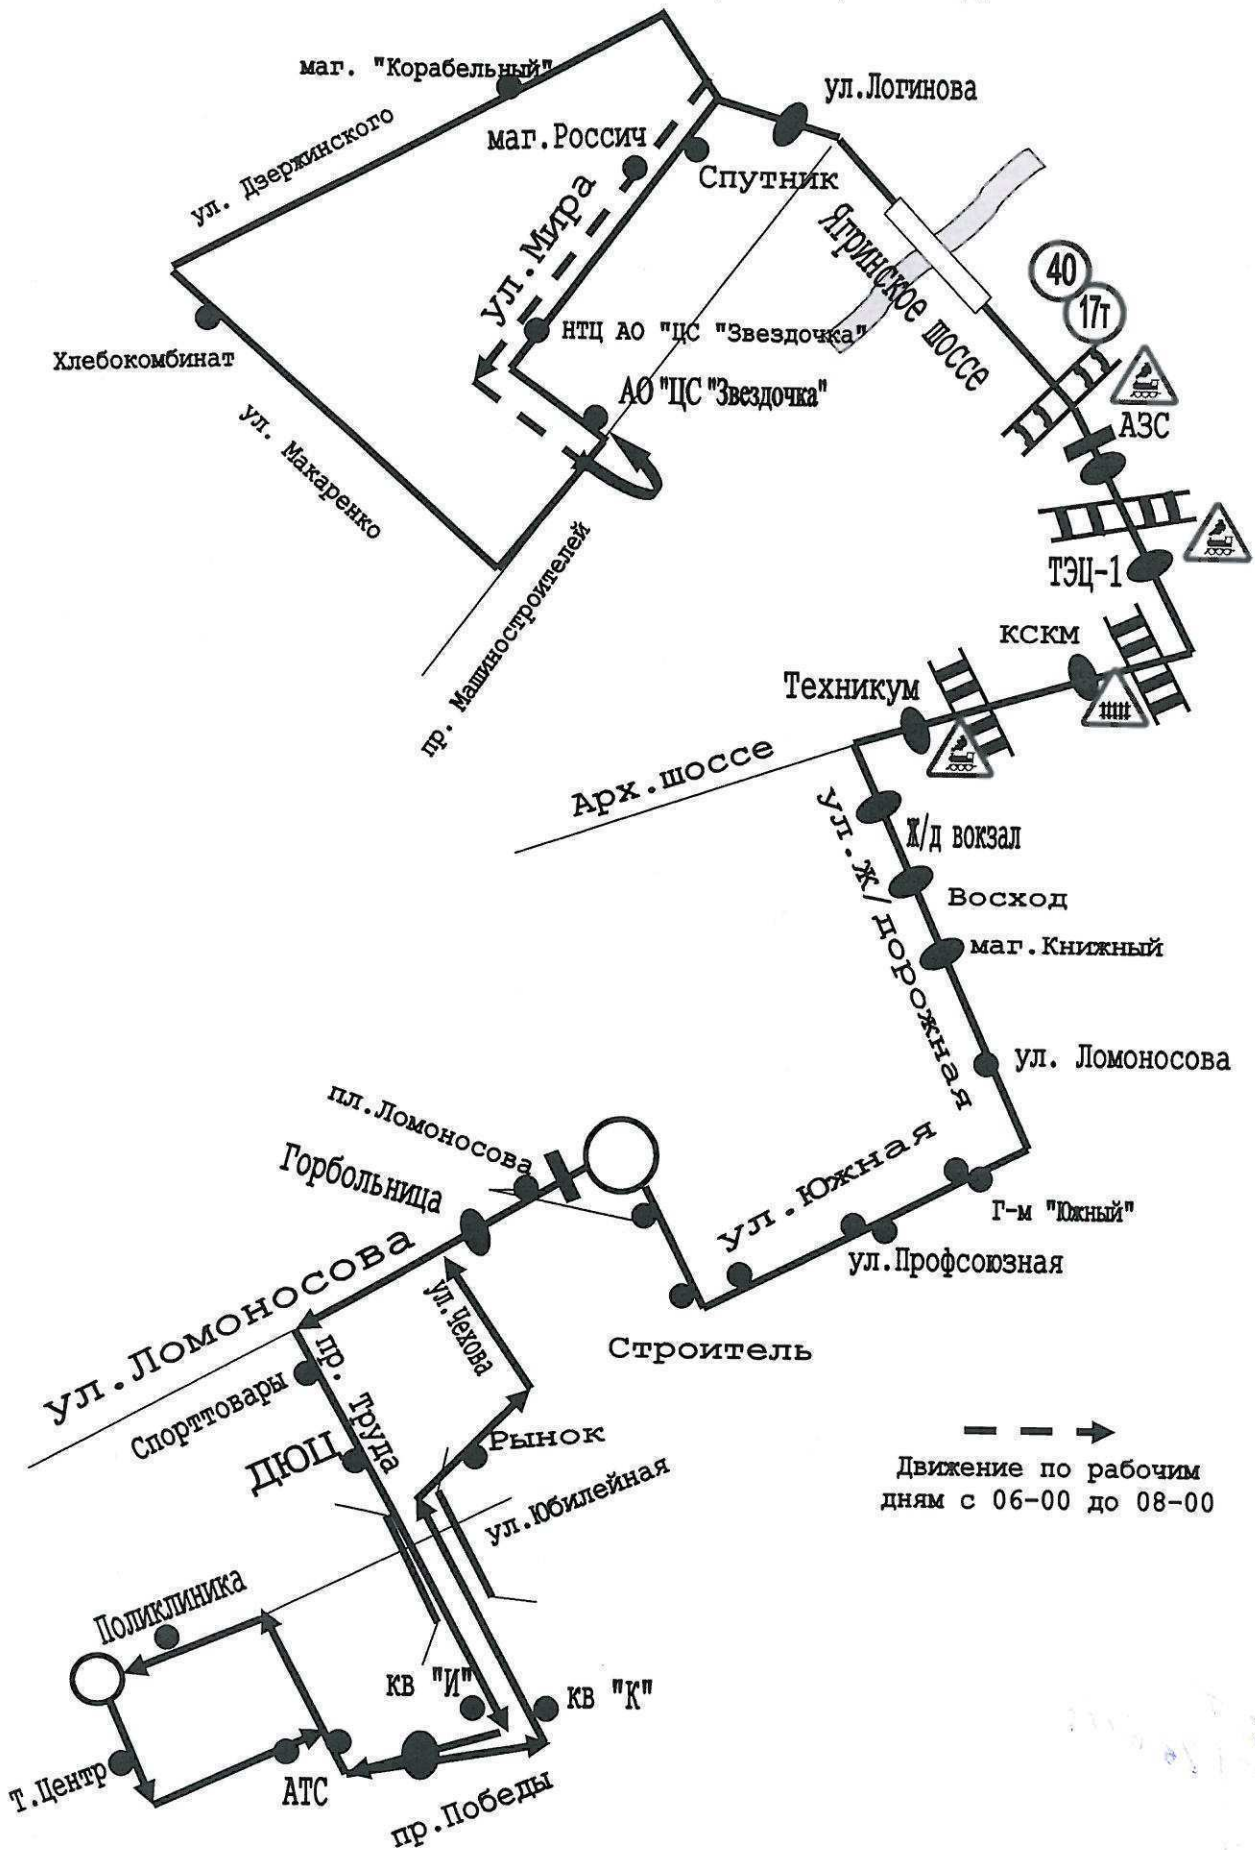 маг. "Корабельный"
ул.Логинова
ул. Дзержинского
маг.Россич
Спутник
ул.Мира
Ягринское шоссе
40
17т
НТЦ АО "ЦС "Звездочка"
Хлебокомбинат
АО "ЦС "Звездочка"
АЗС
ул. Макаренко
пр. Машиностроителей
ТЭЦ-1
КСКМ
Техникум
Арх.шоссе
ул.Ж/дорожная
Ж/Д вокзал
Восход
маг.Книжный
ул. Ломоносова
пл.Ломоносова
Горбольница
ул.Южная
Г-м "Южный"
ул.Профсоюзная
ул.Ломоносова
ул.Чехова
Строитель
пр. Труда
Спорттовары
ДЮЦ
Рынок
ул.Юбилейная
Движение по рабочим
дням с 06-00 до 08-00
Поликлиника
кв "И"
кв "К"
Т.Центр
АТС
пр.Победы